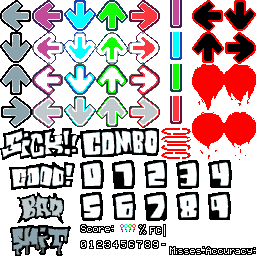 SICK!! COMBO
GOOD! 0 1 2 3 4
BAD 5 6 7 8 9
SHIT Score: ???? % FC|
0123456789- Misses:Accuracy: